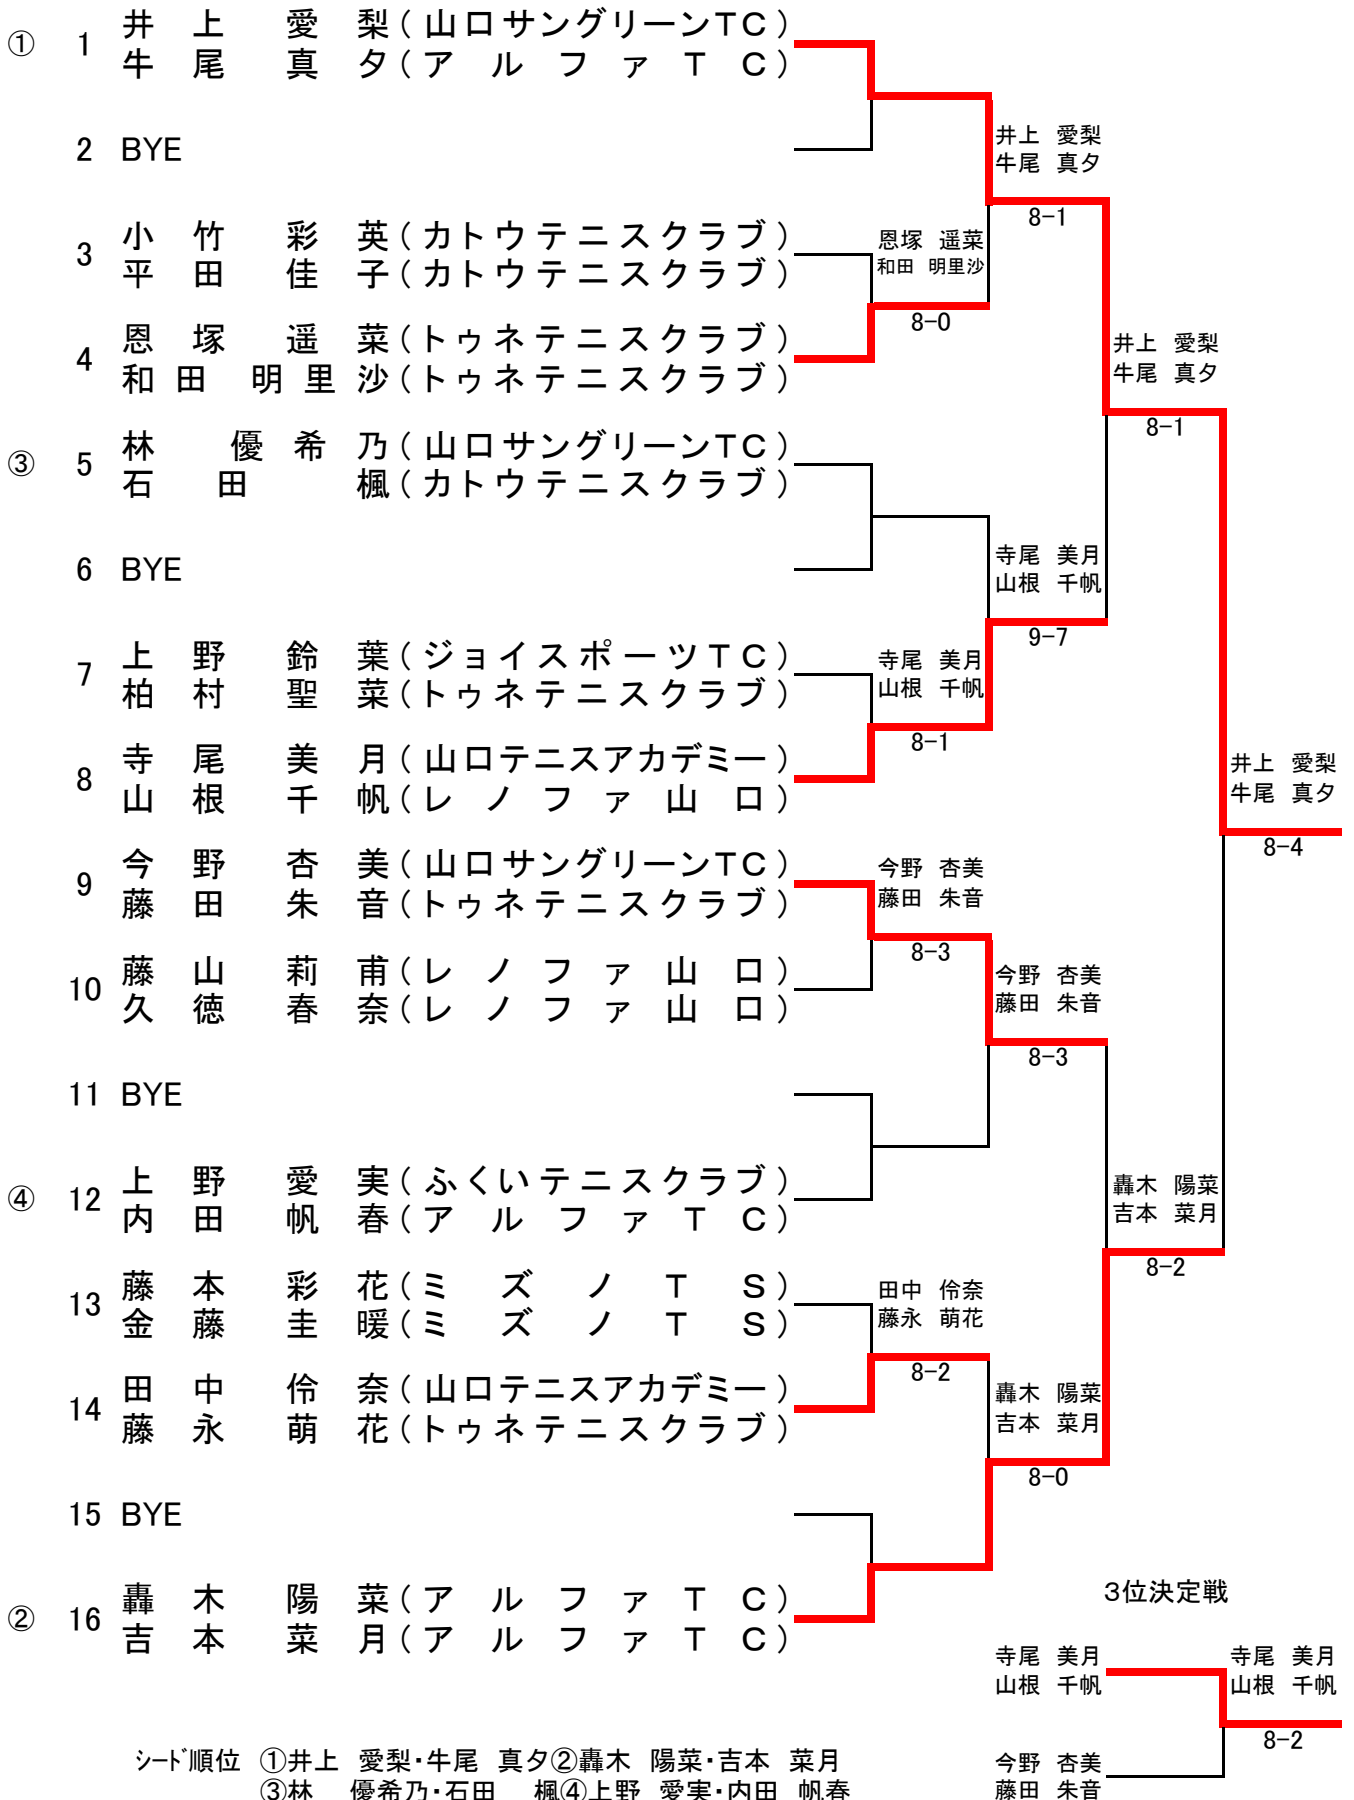 ① 1 井上 愛梨(山口サングリーンTC)
牛尾 真夕(アルファTC)
2 BYE
井上 愛梨
牛尾 真夕
8-1
3 小竹 彩英(カトウテニスクラブ)
平田 佳子(カトウテニスクラブ)
恩塚 遥菜
和田 明里沙
8-0
4 恩塚 遥菜(トゥネテニスクラブ)
和田 明里沙(トゥネテニスクラブ)
井上 愛梨
牛尾 真夕
8-1
③ 5 林 優希乃(山口サングリーンTC)
石田 楓(カトウテニスクラブ)
6 BYE
寺尾 美月
山根 千帆
9-7
7 上野 鈴葉(ジョイスポーツTC)
柏村 聖菜(トゥネテニスクラブ)
寺尾 美月
山根 千帆
8-1
8 寺尾 美月(山口テニスアカデミー)
山根 千帆(レノファ山口)
井上 愛梨
牛尾 真夕
8-4
9 今野 杏美(山口サングリーンTC)
藤田 朱音(トゥネテニスクラブ)
今野 杏美
藤田 朱音
8-3
10 藤山 莉甫(レノファ山口)
久徳 春奈(レノファ山口)
今野 杏美
藤田 朱音
8-3
11 BYE
④ 12 上野 愛実(ふくいテニスクラブ)
内田 帆春(アルファTC)
轟木 陽菜
吉本 菜月
8-2
13 藤本 彩花(ミズノTS)
金藤 圭暖(ミズノTS)
田中 伶奈
藤永 萌花
8-2
14 田中 伶奈(山口テニスアカデミー)
藤永 萌花(トゥネテニスクラブ)
轟木 陽菜
吉本 菜月
8-0
15 BYE
② 16 轟木 陽菜(アルファTC)
吉本 菜月(アルファTC)
3位決定戦
寺尾 美月
山根 千帆
寺尾 美月
山根 千帆
8-2
今野 杏美
藤田 朱音
ｼｰﾄﾞ順位 ①井上 愛梨・牛尾 真夕②轟木 陽菜・吉本 菜月
③林 優希乃・石田 楓④上野 愛実・内田 帆春